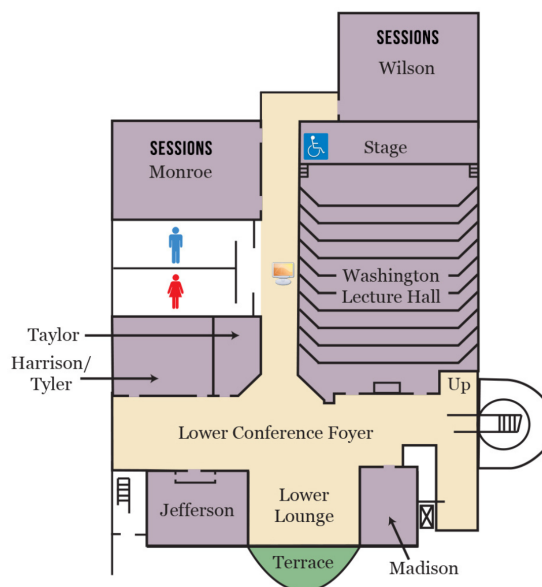 SESSIONS
Wilson
SESSIONS
Monroe
Stage
Washington
Lecture Hall
Taylor
Harrison/
Tyler
Up
Lower Conference Foyer
Jefferson
Lower
Lounge
Terrace
Madison